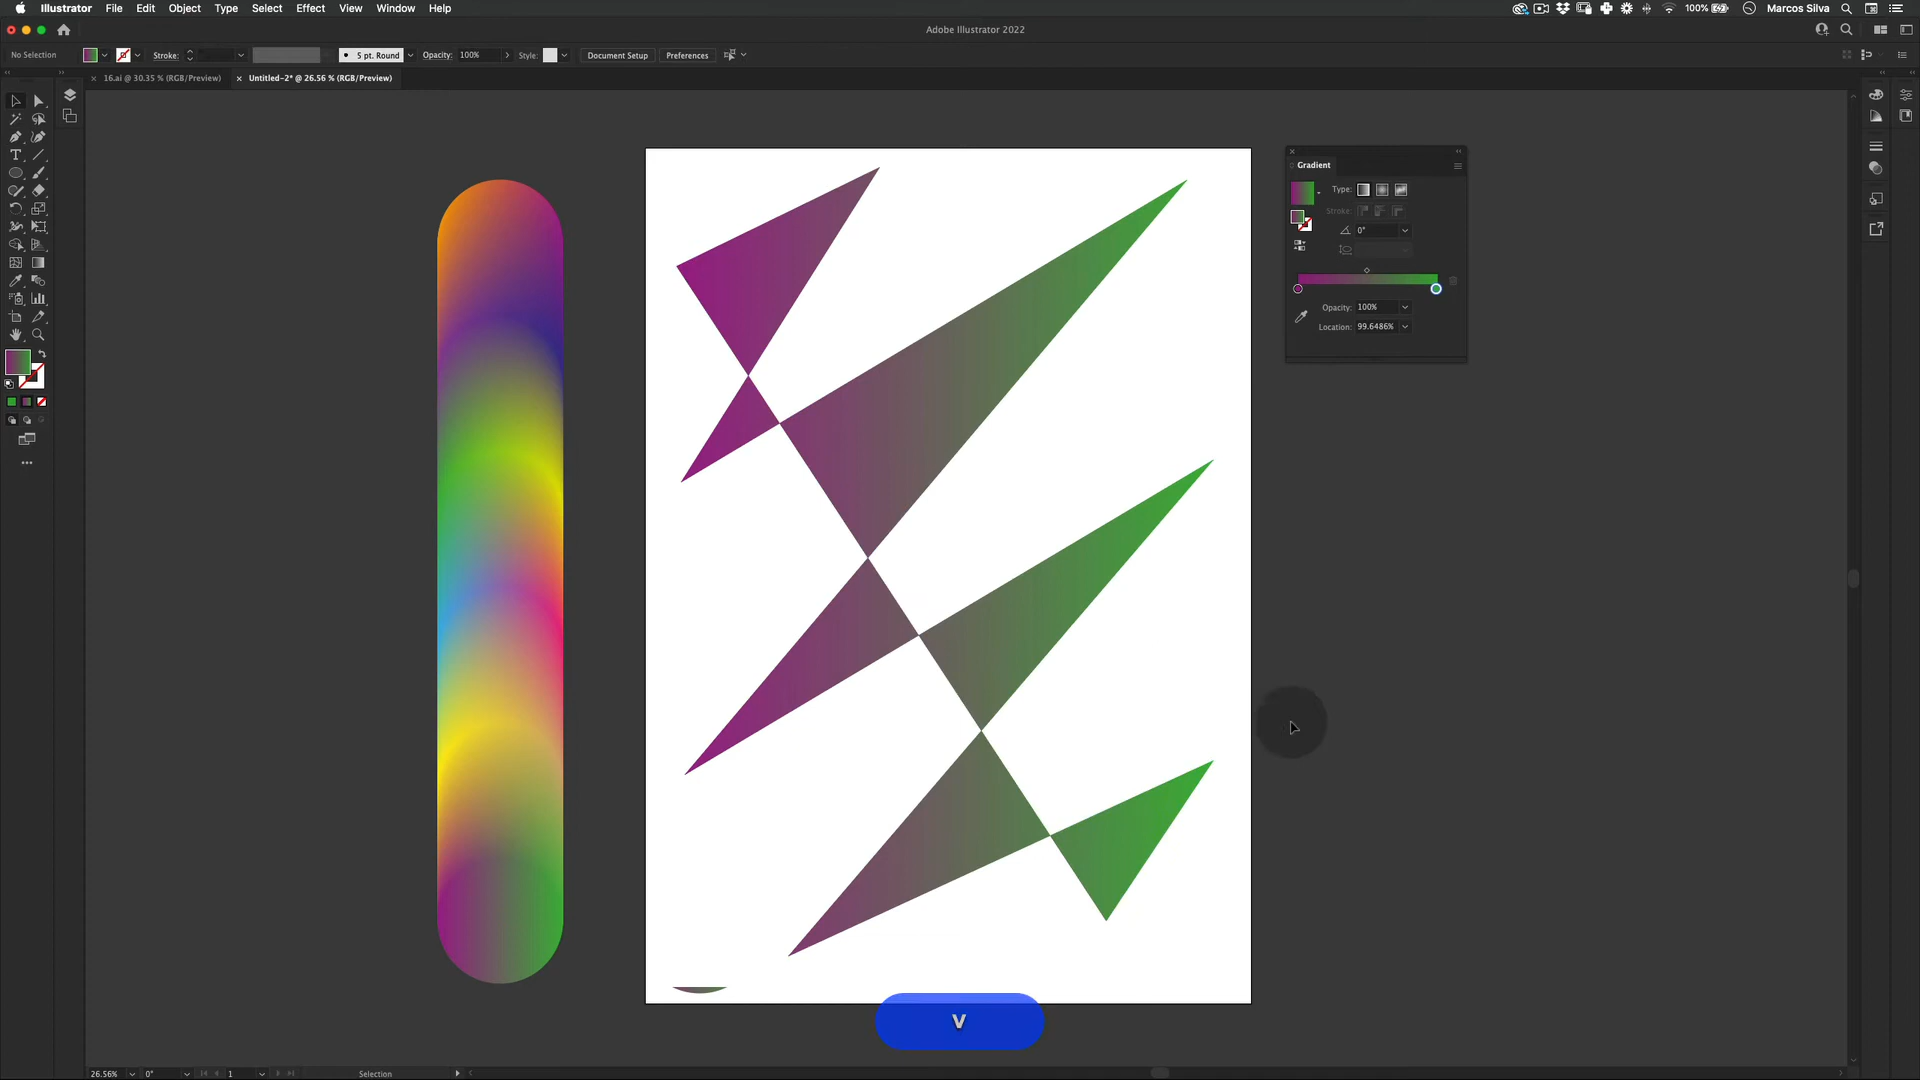 Illustrator File Edit Object Type Select Effect View Window Help
100% Marcos Silva
Adobe Illustrator 2022
No Selection Stroke: 5 pt. Round Opacity: 100% Style: Document Setup Preferences
× 16.ai @ 30.35 % (RGB/Preview) × Untitled-2* @ 26.56 % (RGB/Preview)
Gradient
Type:
Stroke:
0°
Opacity: 100%
Location: 99.6486%
V
26.56% 0° 1 Selection